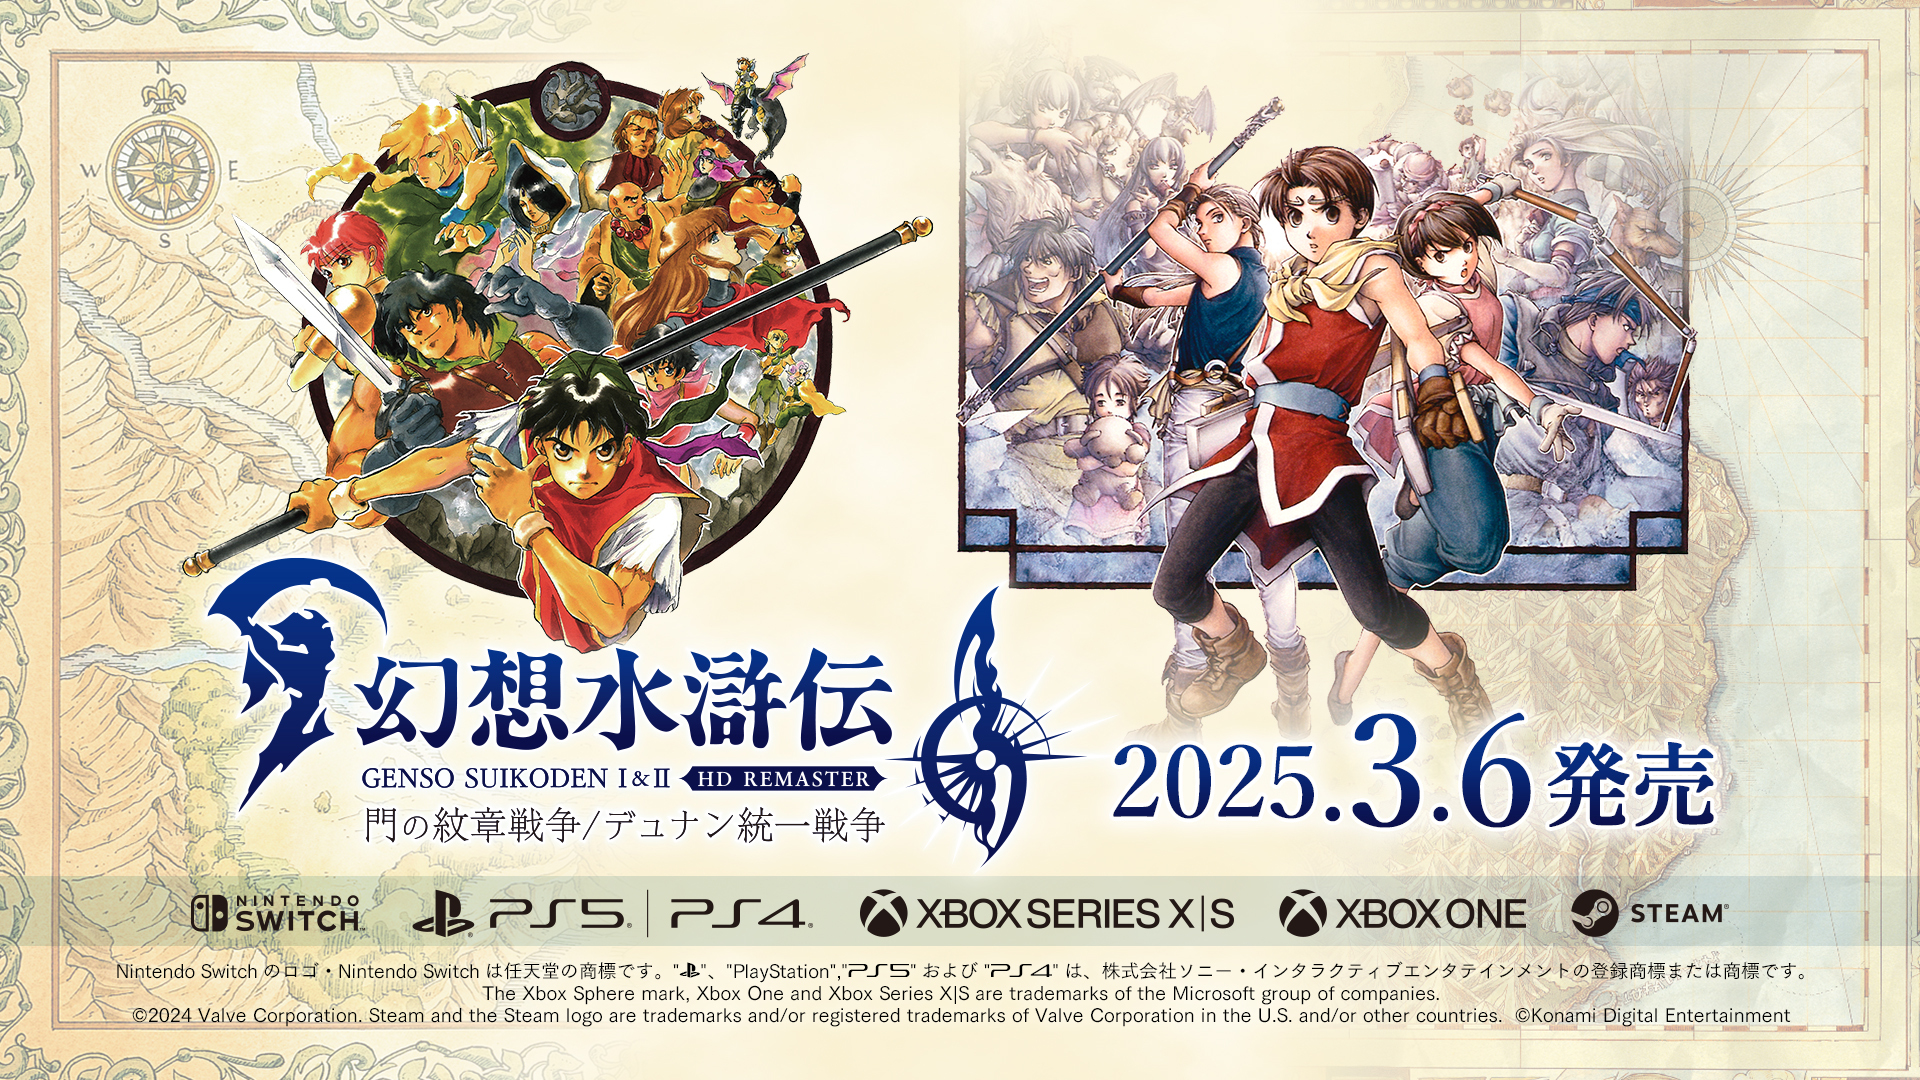 N
W E
S
幻想水滸伝
GENSO SUIKODEN I&II HD REMASTER
門の紋章戦争/デュナン統一戦争
2025.3.6発売
NINTENDO SWITCH™ PS5® PS4® XBOX SERIES X|S XBOX ONE STEAM®
Nintendo Switch のロゴ・Nintendo Switch は任天堂の商標です。""、"PlayStation","PS5" および "PS4" は、株式会社ソニー・インタラクティブエンタテインメントの登録商標または商標です。
The Xbox Sphere mark, Xbox One and Xbox Series X|S are trademarks of the Microsoft group of companies.
©2024 Valve Corporation. Steam and the Steam logo are trademarks and/or registered trademarks of Valve Corporation in the U.S. and/or other countries. ©Konami Digital Entertainment